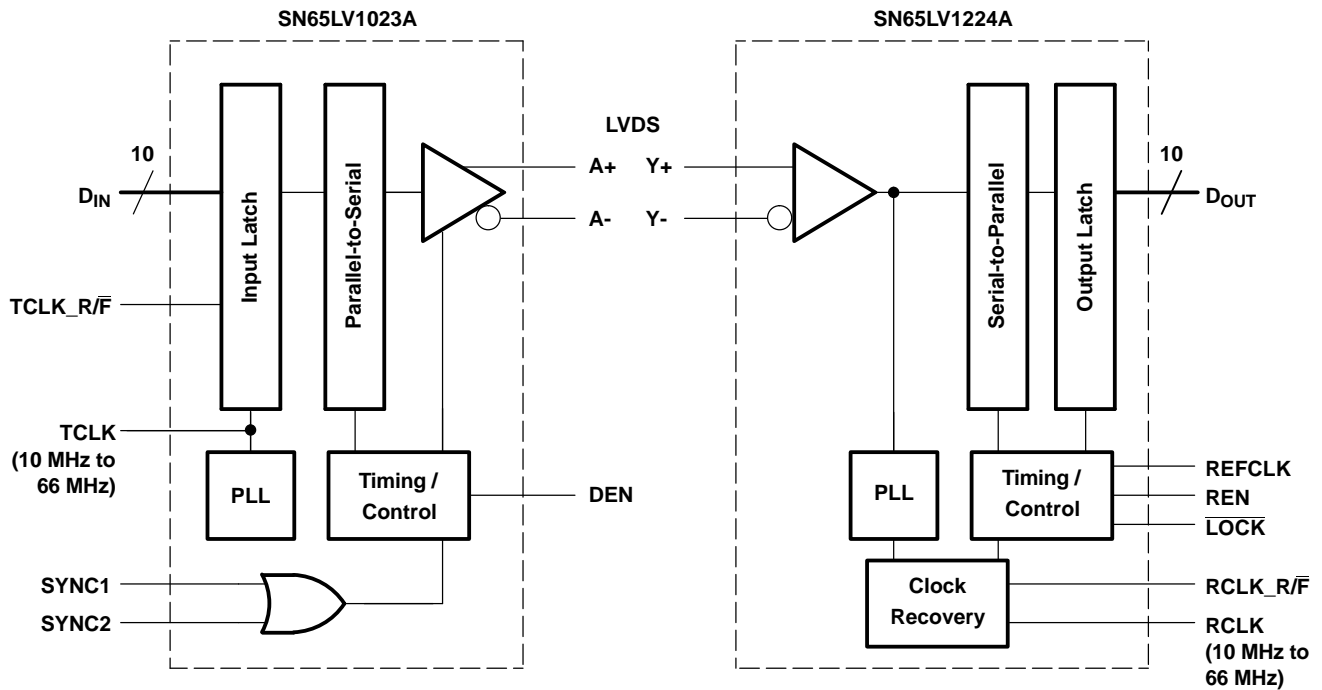 SN65LV1023A
SN65LV1224A
LVDS
10
DIN
Input Latch
Parallel-to-Serial
A+
Y+
A-
Y-
Serial-to-Parallel
Output Latch
10
DOUT
TCLK_R/F̅
TCLK
(10 MHz to
66 MHz)
PLL
Timing /
Control
DEN
PLL
Timing /
Control
REFCLK
REN
L̅O̅C̅K̅
SYNC1
SYNC2
Clock
Recovery
RCLK_R/F̅
RCLK
(10 MHz to
66 MHz)